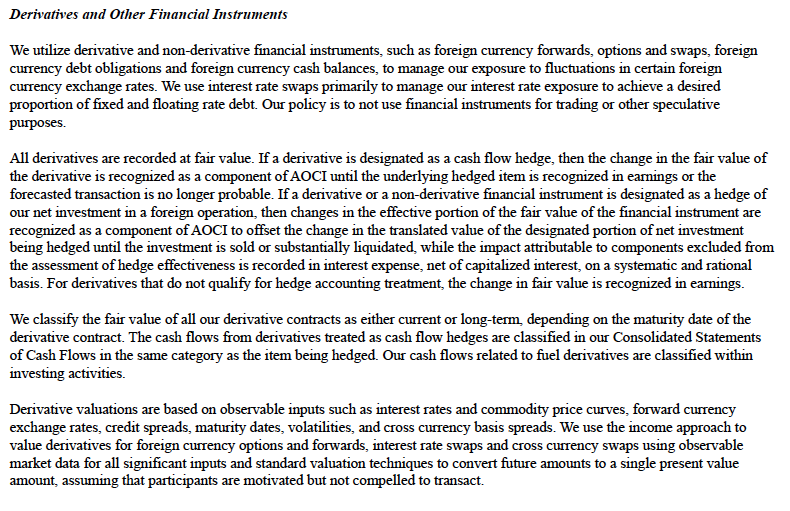 Derivatives and Other Financial Instruments
We utilize derivative and non-derivative financial instruments, such as foreign currency forwards, options and swaps, foreign
currency debt obligations and foreign currency cash balances, to manage our exposure to fluctuations in certain foreign
currency exchange rates. We use interest rate swaps primarily to manage our interest rate exposure to achieve a desired
proportion of fixed and floating rate debt. Our policy is to not use financial instruments for trading or other speculative
purposes.
All derivatives are recorded at fair value. If a derivative is designated as a cash flow hedge, then the change in the fair value of
the derivative is recognized as a component of AOCI until the underlying hedged item is recognized in earnings or the
forecasted transaction is no longer probable. If a derivative or a non-derivative financial instrument is designated as a hedge of
our net investment in a foreign operation, then changes in the effective portion of the fair value of the financial instrument are
recognized as a component of AOCI to offset the change in the translated value of the designated portion of net investment
being hedged until the investment is sold or substantially liquidated, while the impact attributable to components excluded from
the assessment of hedge effectiveness is recorded in interest expense, net of capitalized interest, on a systematic and rational
basis. For derivatives that do not qualify for hedge accounting treatment, the change in fair value is recognized in earnings.
We classify the fair value of all our derivative contracts as either current or long-term, depending on the maturity date of the
derivative contract. The cash flows from derivatives treated as cash flow hedges are classified in our Consolidated Statements
of Cash Flows in the same category as the item being hedged. Our cash flows related to fuel derivatives are classified within
investing activities.
Derivative valuations are based on observable inputs such as interest rates and commodity price curves, forward currency
exchange rates, credit spreads, maturity dates, volatilities, and cross currency basis spreads. We use the income approach to
value derivatives for foreign currency options and forwards, interest rate swaps and cross currency swaps using observable
market data for all significant inputs and standard valuation techniques to convert future amounts to a single present value
amount, assuming that participants are motivated but not compelled to transact.